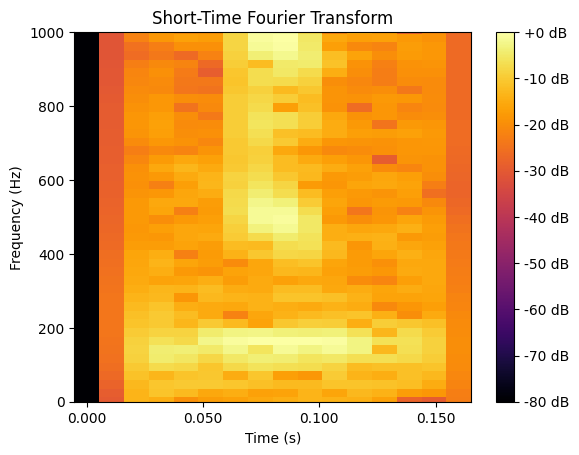 Short-Time Fourier Transform
Frequency (Hz)
1000
800
600
400
200
0
0.000
0.050
0.100
0.150
Time (s)
+0 dB
-10 dB
-20 dB
-30 dB
-40 dB
-50 dB
-60 dB
-70 dB
-80 dB